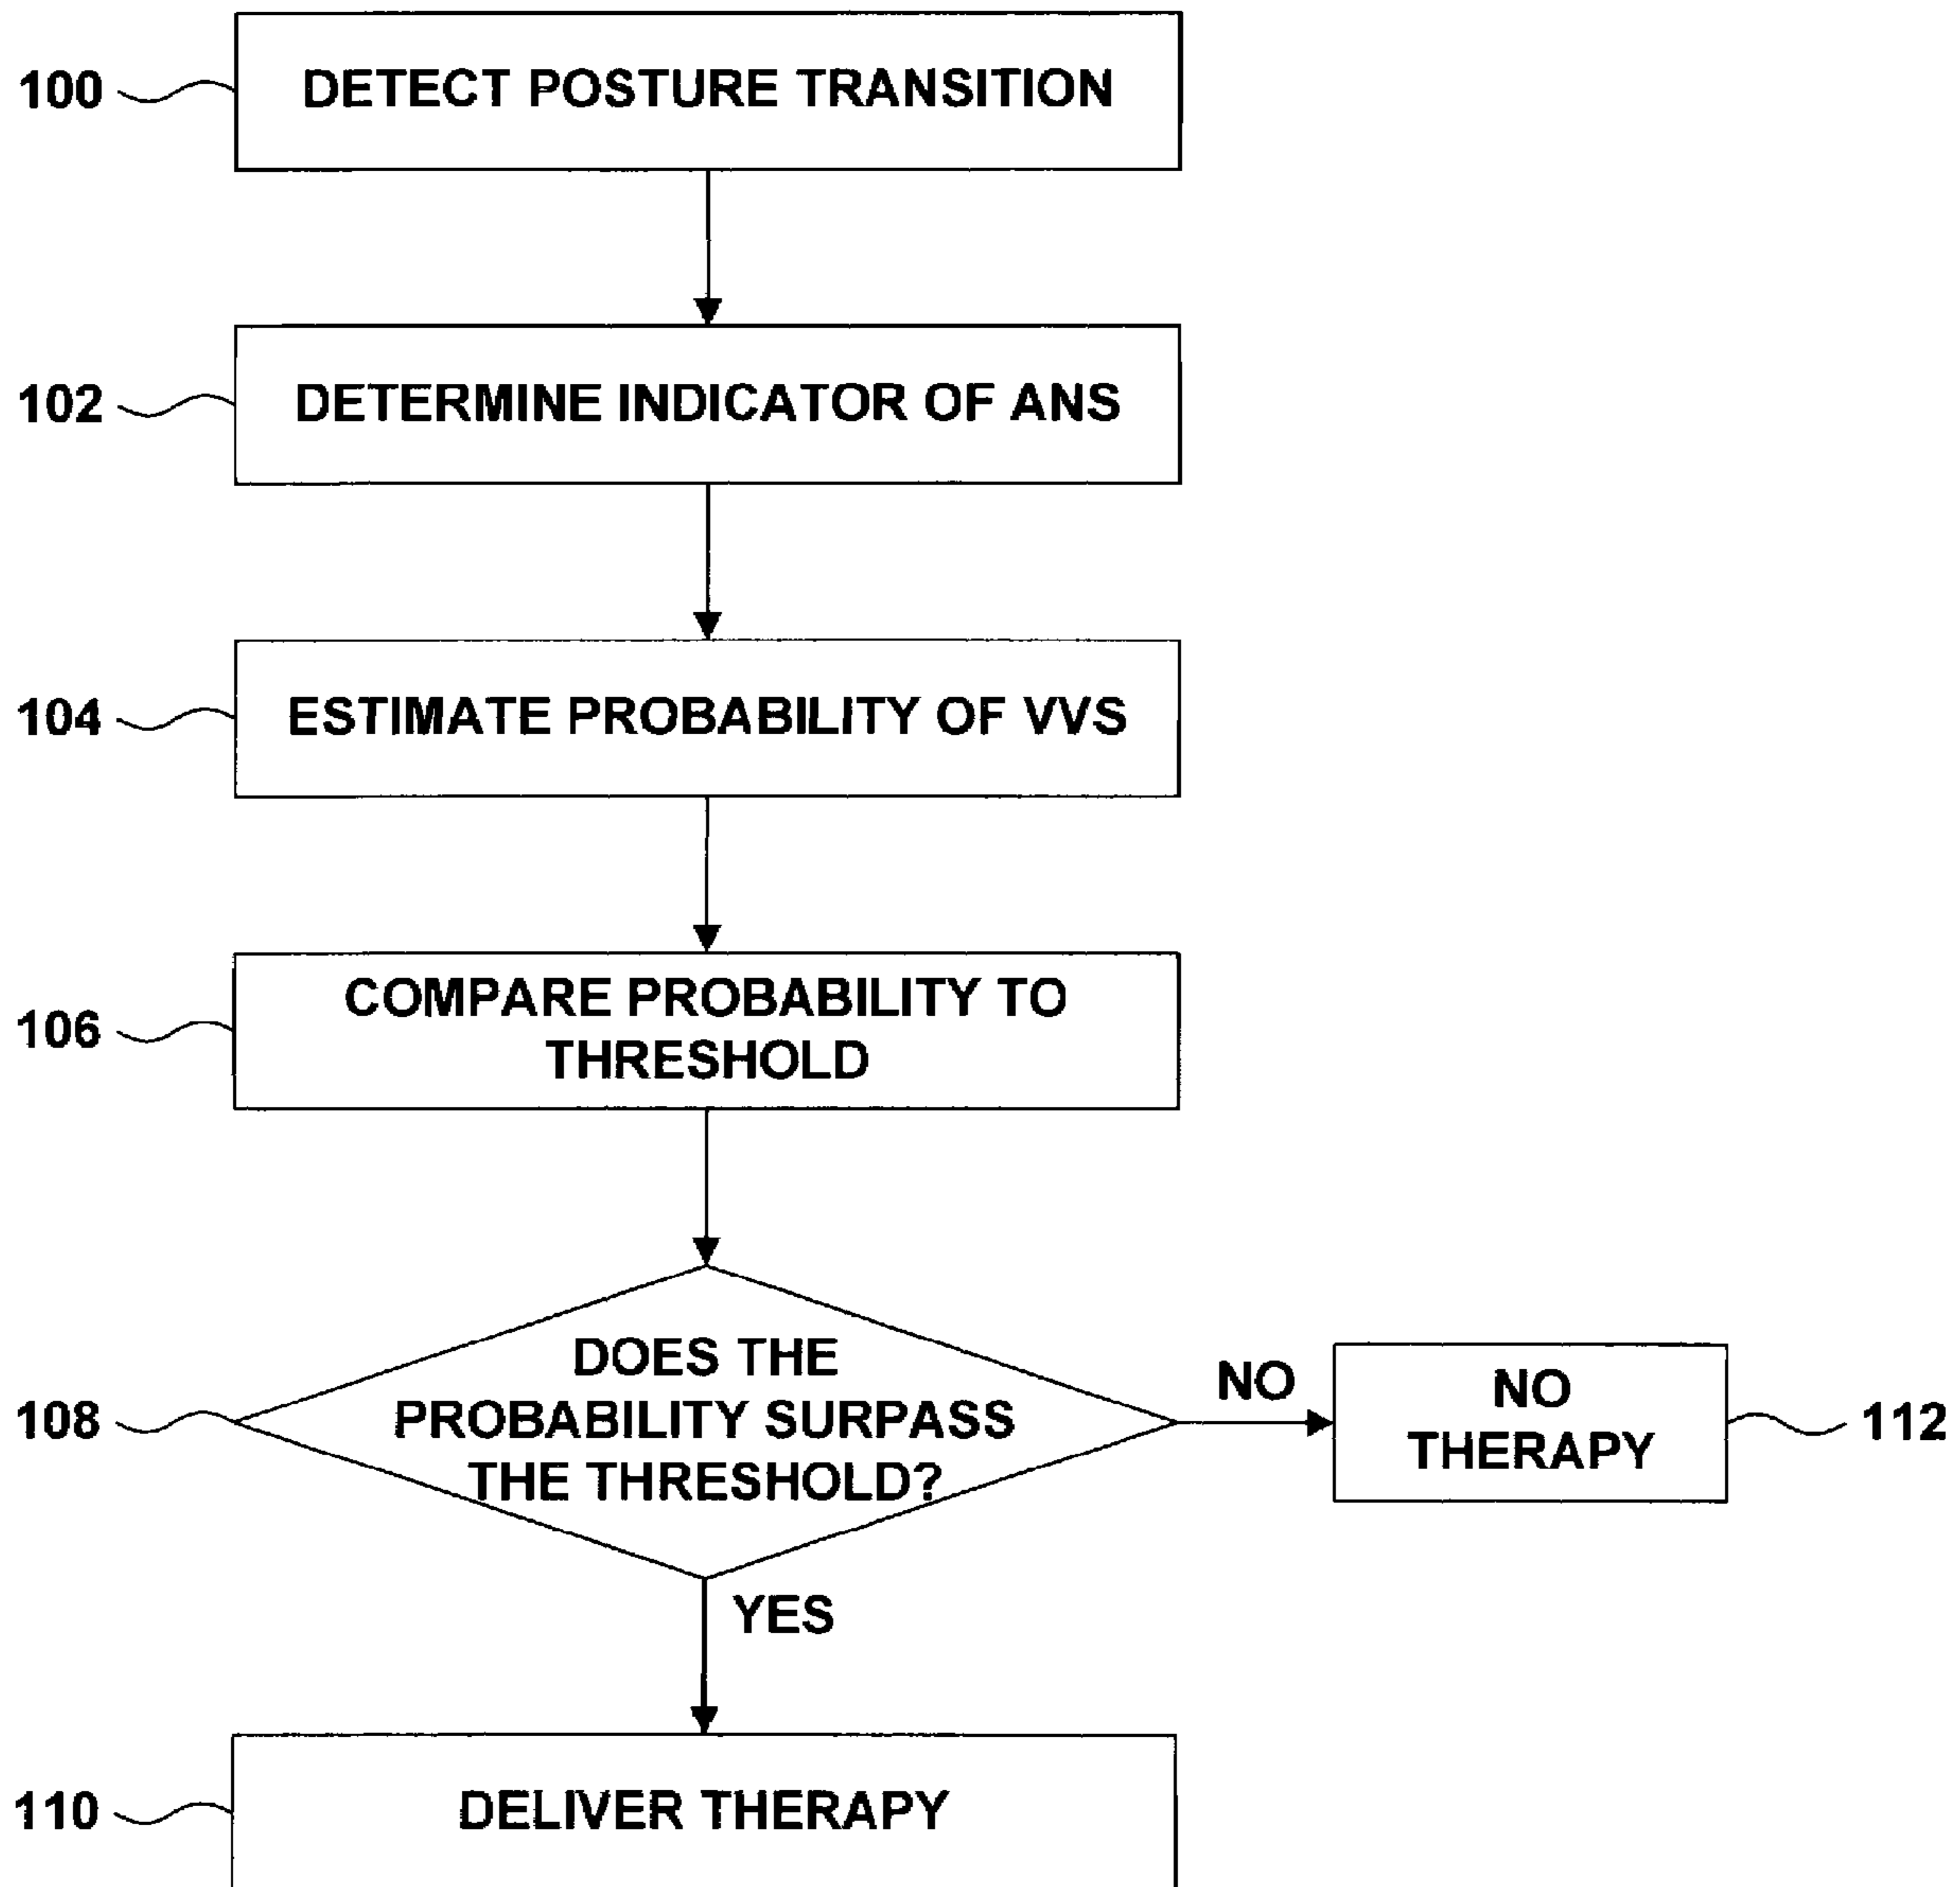 100
DETECT POSTURE TRANSITION
102
DETERMINE INDICATOR OF ANS
104
ESTIMATE PROBABILITY OF VVS
106
COMPARE PROBABILITY TO
THRESHOLD
108
DOES THE
PROBABILITY SURPASS
THE THRESHOLD?
NO
NO
THERAPY
112
YES
110
DELIVER THERAPY